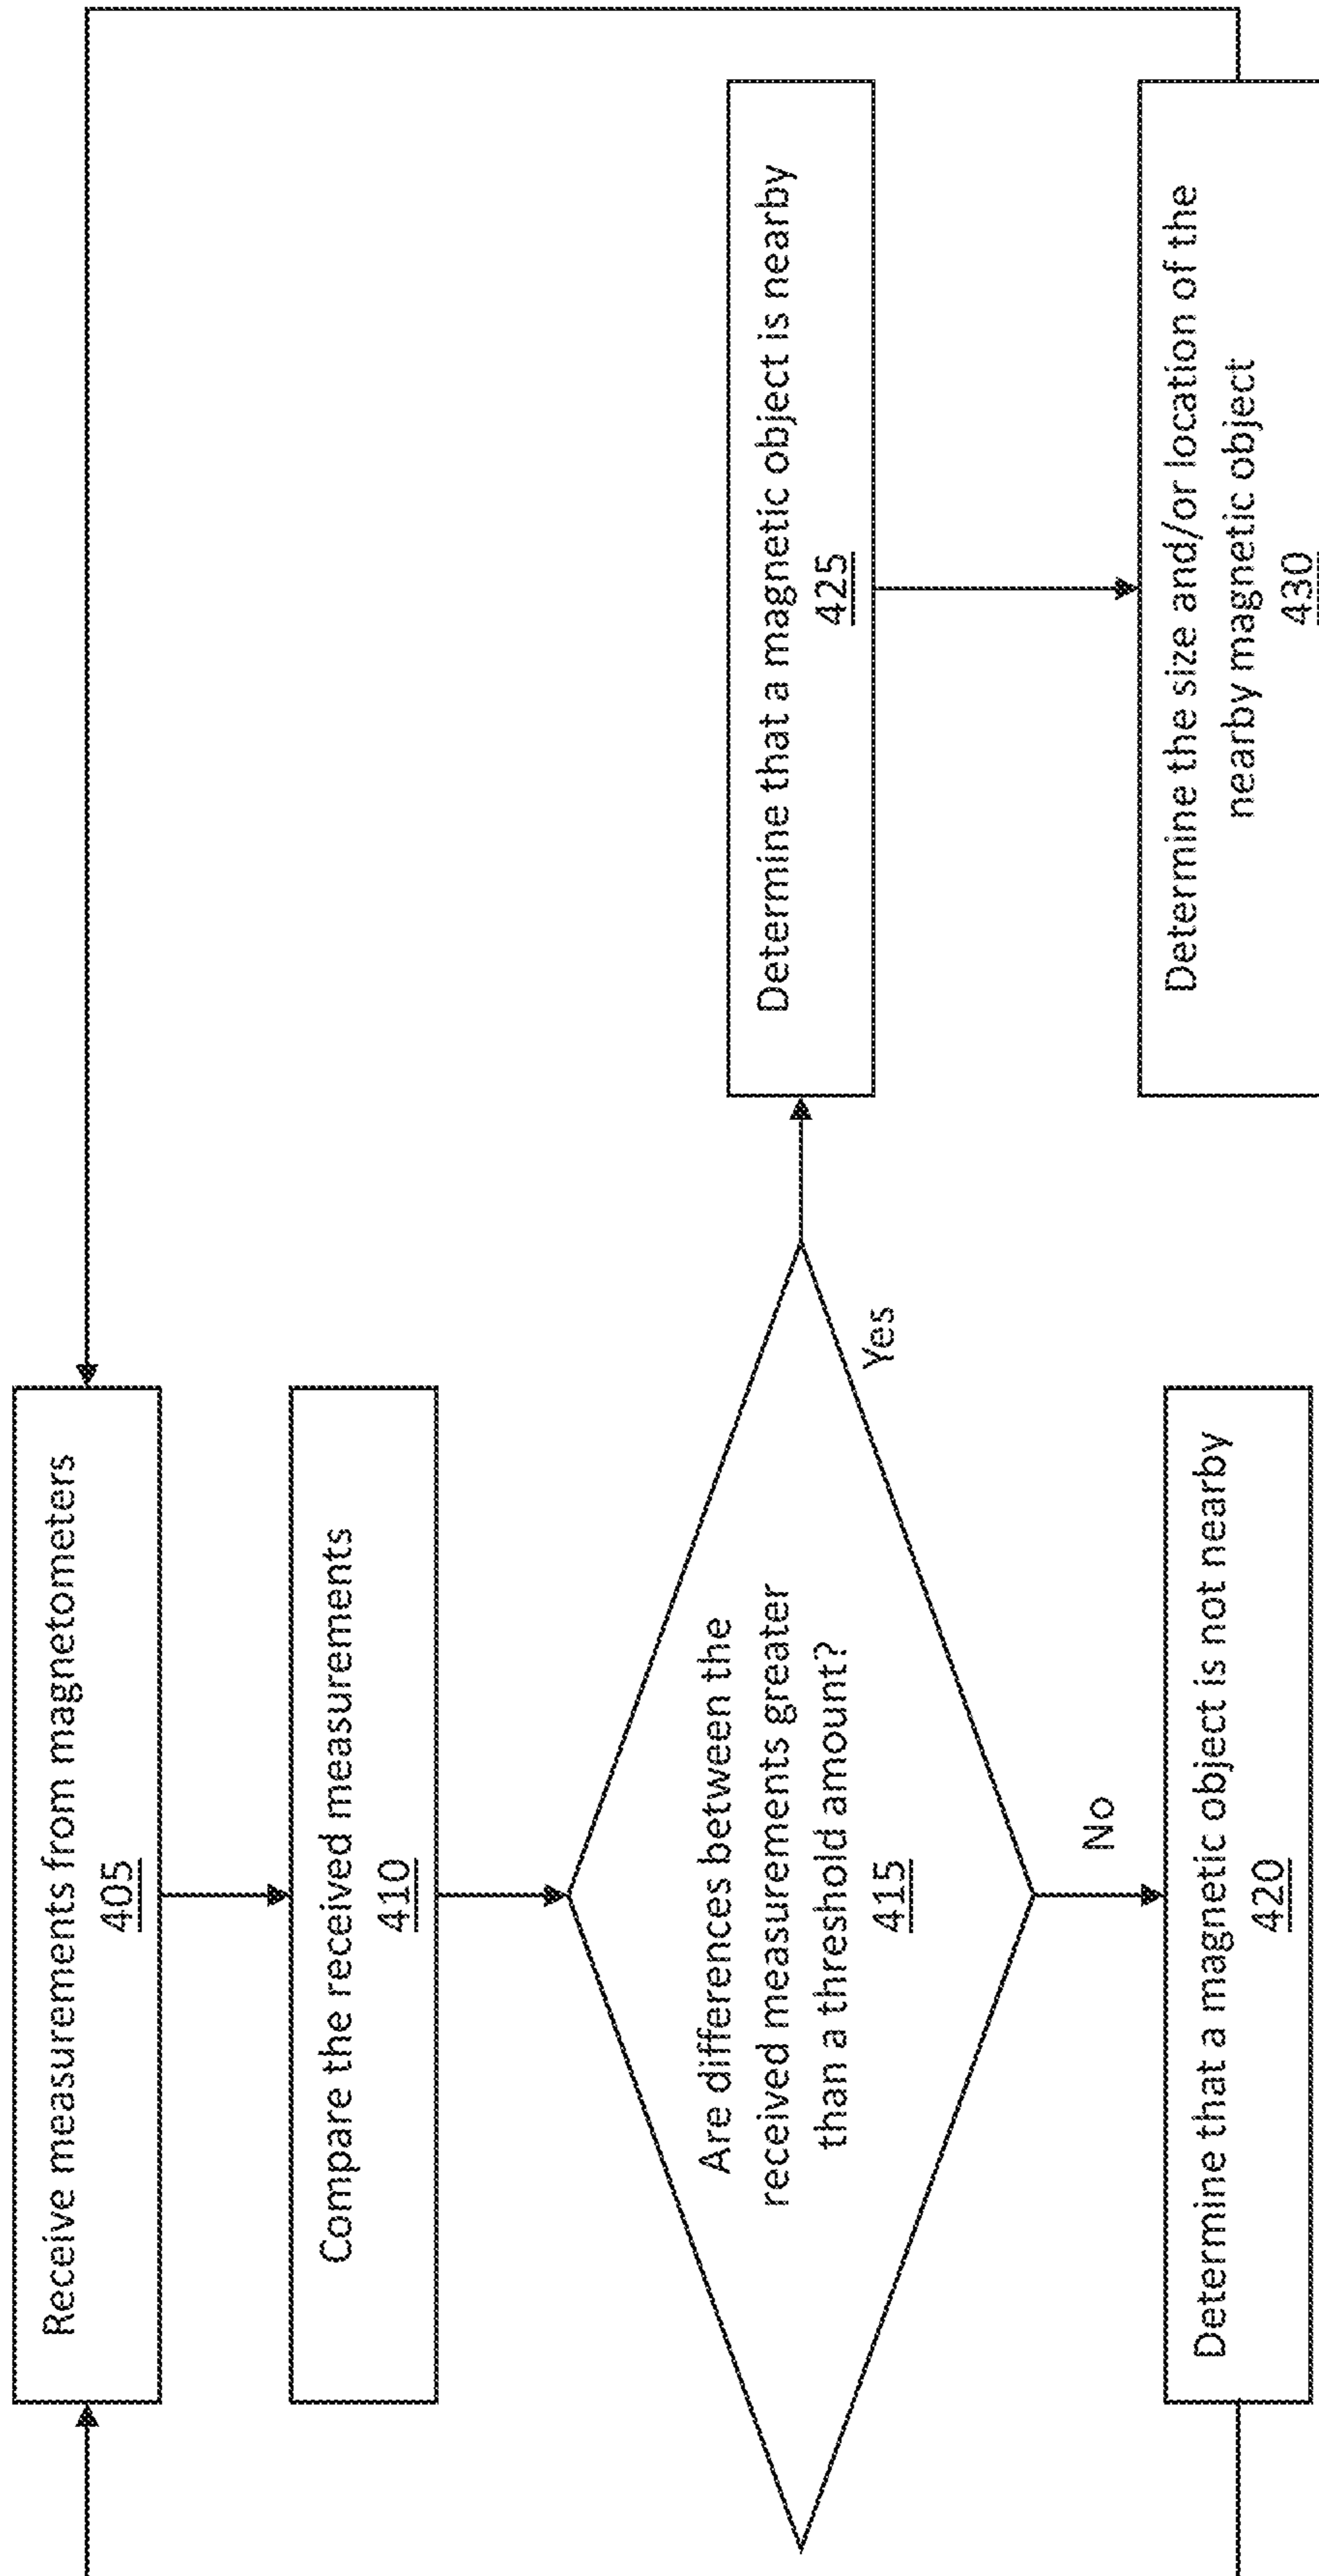 Receive measurements from magnetometers
405
Compare the received measurements
410
Are differences between the
received measurements greater
than a threshold amount?
415
Yes
No
Determine that a magnetic object is not nearby
420
Determine that a magnetic object is nearby
425
Determine the size and/or location of the
nearby magnetic object
430